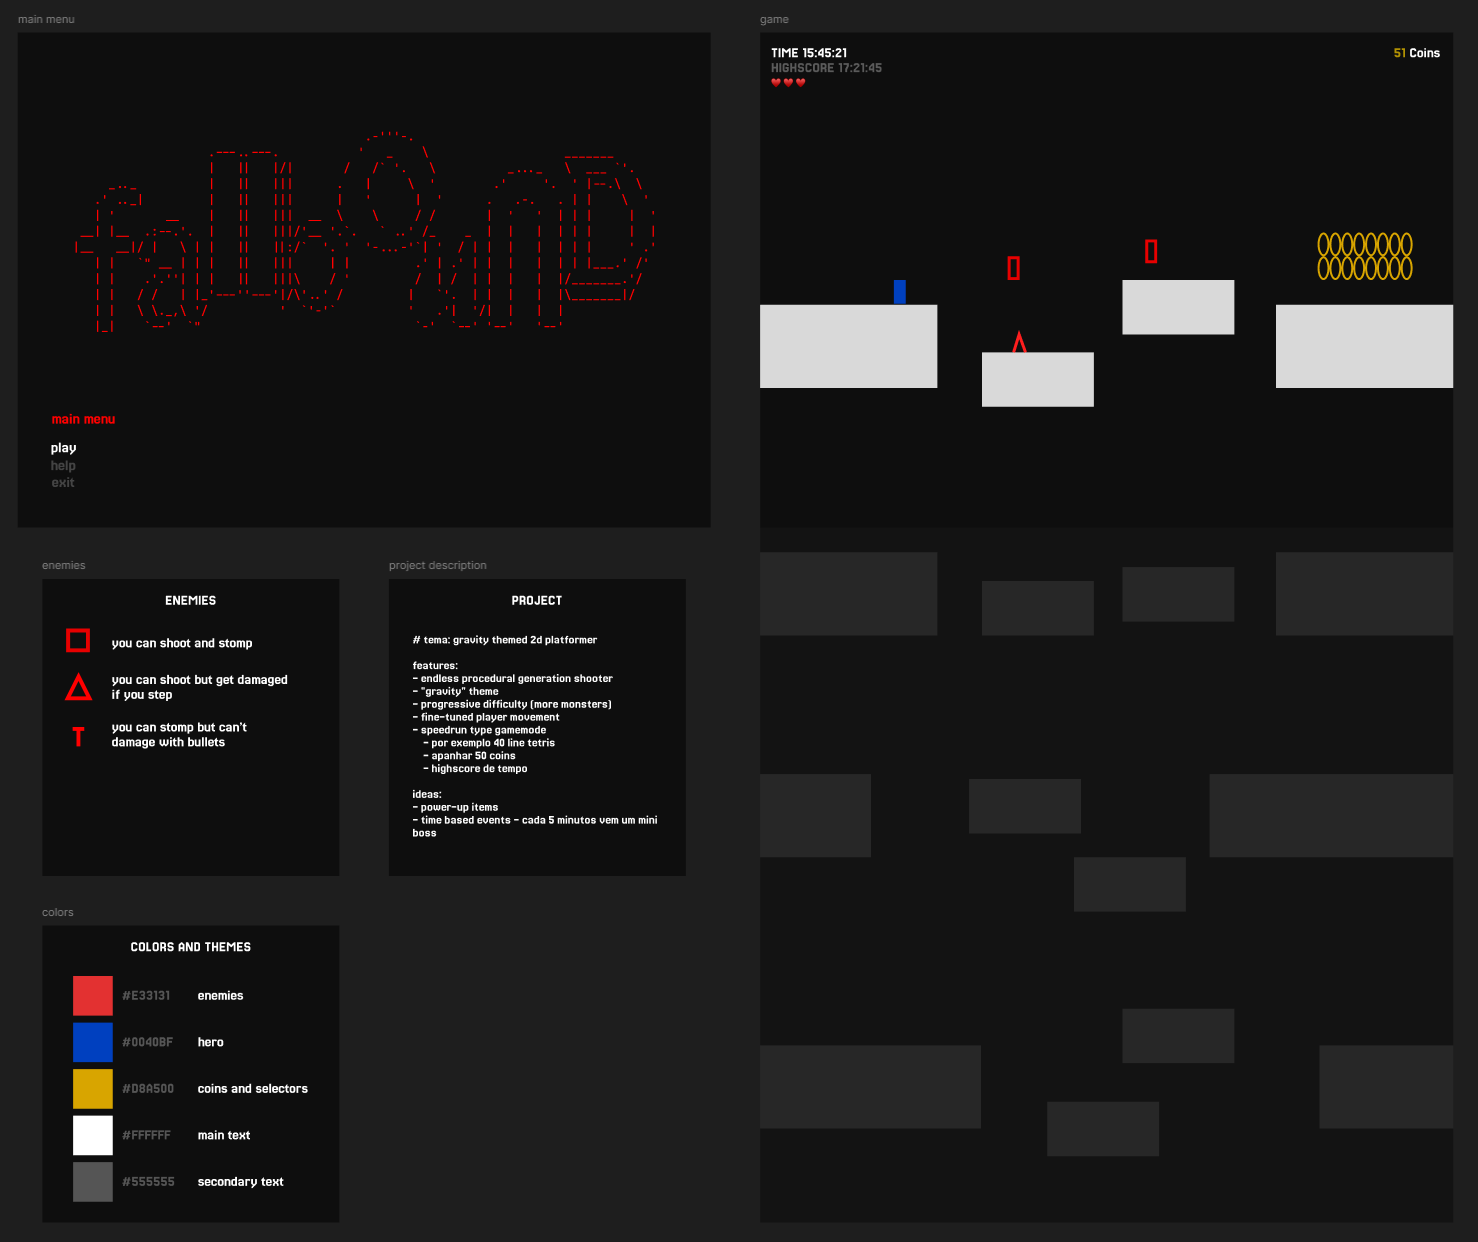 main menu
main menu
play
help
exit
game
TIME 15:45:21
HIGHSCORE 17:21:45
51 Coins
enemies
ENEMIES
you can shoot and stomp
you can shoot but get damaged
if you step
you can stomp but can't
damage with bullets
project description
PROJECT
# tema: gravity themed 2d platformer
features:
- endless procedural generation shooter
- "gravity" theme
- progressive difficulty (more monsters)
- fine-tuned player movement
- speedrun type gamemode
- por exemplo 40 line tetris
- apanhar 50 coins
- highscore de tempo
ideas:
- power-up items
- time based events - cada 5 minutos vem um mini
boss
colors
COLORS AND THEMES
#E33131 enemies
#0040BF hero
#D8A500 coins and selectors
#FFFFFF main text
#555555 secondary text